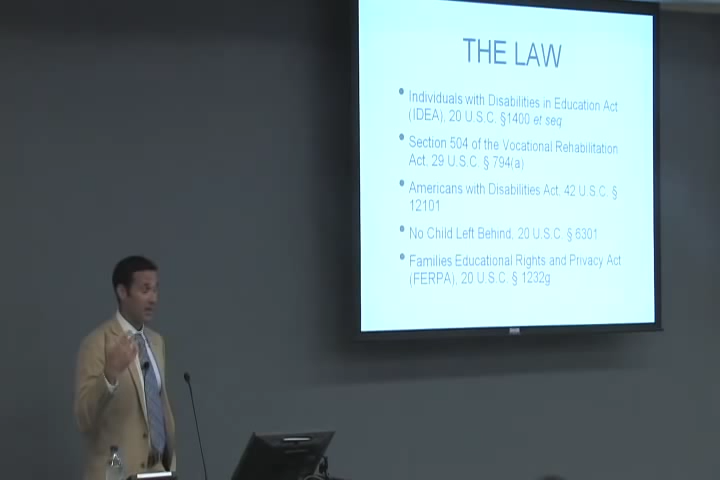 THE LAW
• Individuals with Disabilities in Education Act
(IDEA), 20 U.S.C. §1400 et seq
• Section 504 of the Vocational Rehabilitation
Act, 29 U.S.C. § 794(a)
• Americans with Disabilities Act, 42 U.S.C. §
12101
• No Child Left Behind, 20 U.S.C. § 6301
• Families Educational Rights and Privacy Act
(FERPA), 20 U.S.C. § 1232g